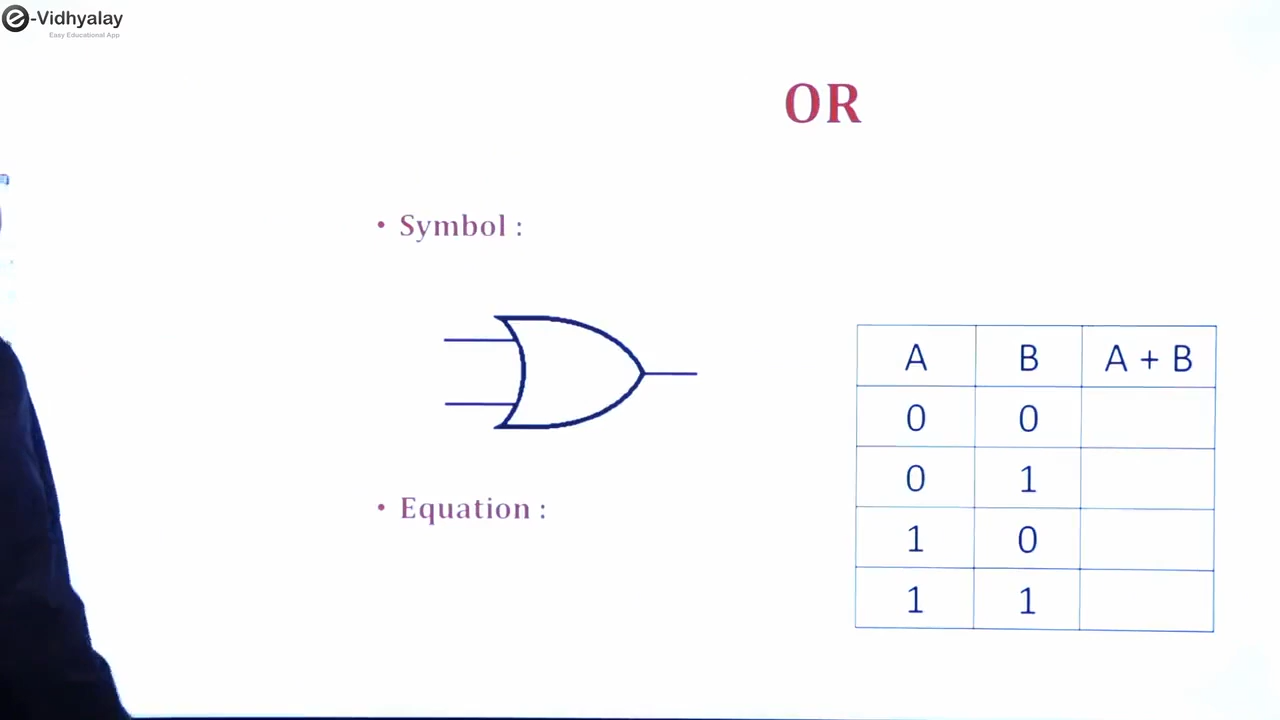 e-Vidhyalay
Easy Educational App
OR
• Symbol :
• Equation :
A B A + B
0 0
0 1
1 0
1 1